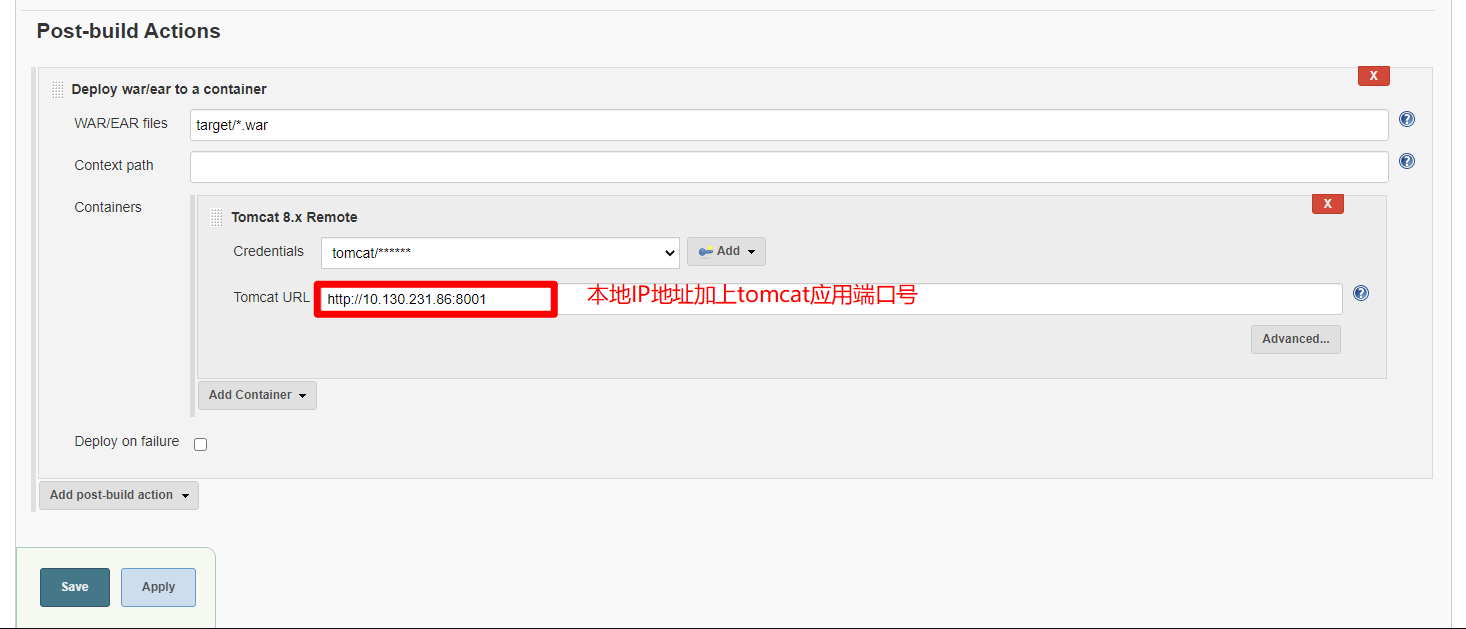 Post-build Actions
Deploy war/ear to a container
X
WAR/EAR files
target/*.war
?
Context path
?
Containers
Tomcat 8.x Remote
X
Credentials
tomcat/******
Add
Tomcat URL
http://10.130.231.86:8001
本地IP地址加上tomcat应用端口号
?
Advanced...
Add Container
Deploy on failure
Add post-build action
Save
Apply